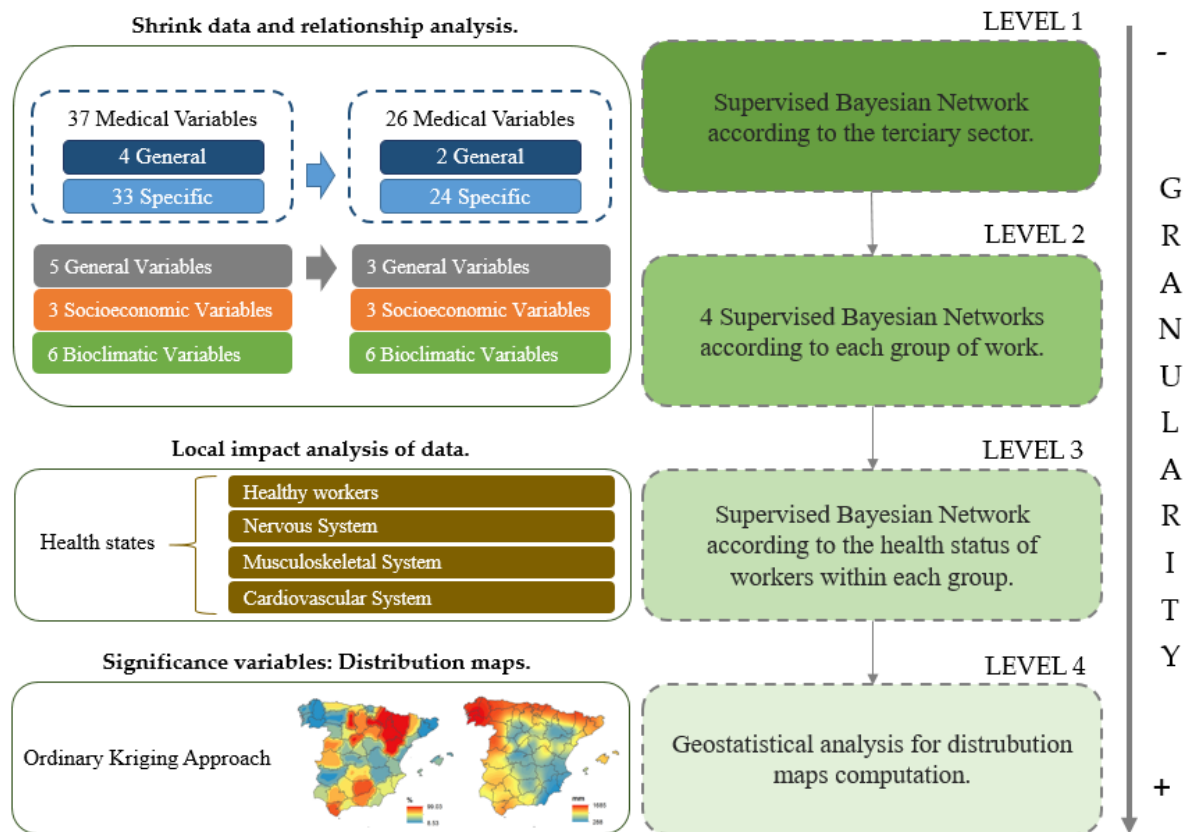 Shrink data and relationship analysis.
37 Medical Variables
4 General
33 Specific
26 Medical Variables
2 General
24 Specific
5 General Variables
3 Socioeconomic Variables
6 Bioclimatic Variables
3 General Variables
3 Socioeconomic Variables
6 Bioclimatic Variables
LEVEL 1
Supervised Bayesian Network
according to the terciary sector.
LEVEL 2
4 Supervised Bayesian Networks
according to each group of work.
Local impact analysis of data.
Health states
Healthy workers
Nervous System
Musculoskeletal System
Cardiovascular System
LEVEL 3
Supervised Bayesian Network
according to the health status of
workers within each group.
Significance variables: Distribution maps.
Ordinary Kriging Approach
%
99.03
mm
1685
LEVEL 4
Geostatistical analysis for distrubution
maps computation.
-
G
R
A
N
U
L
A
R
I
T
Y
+